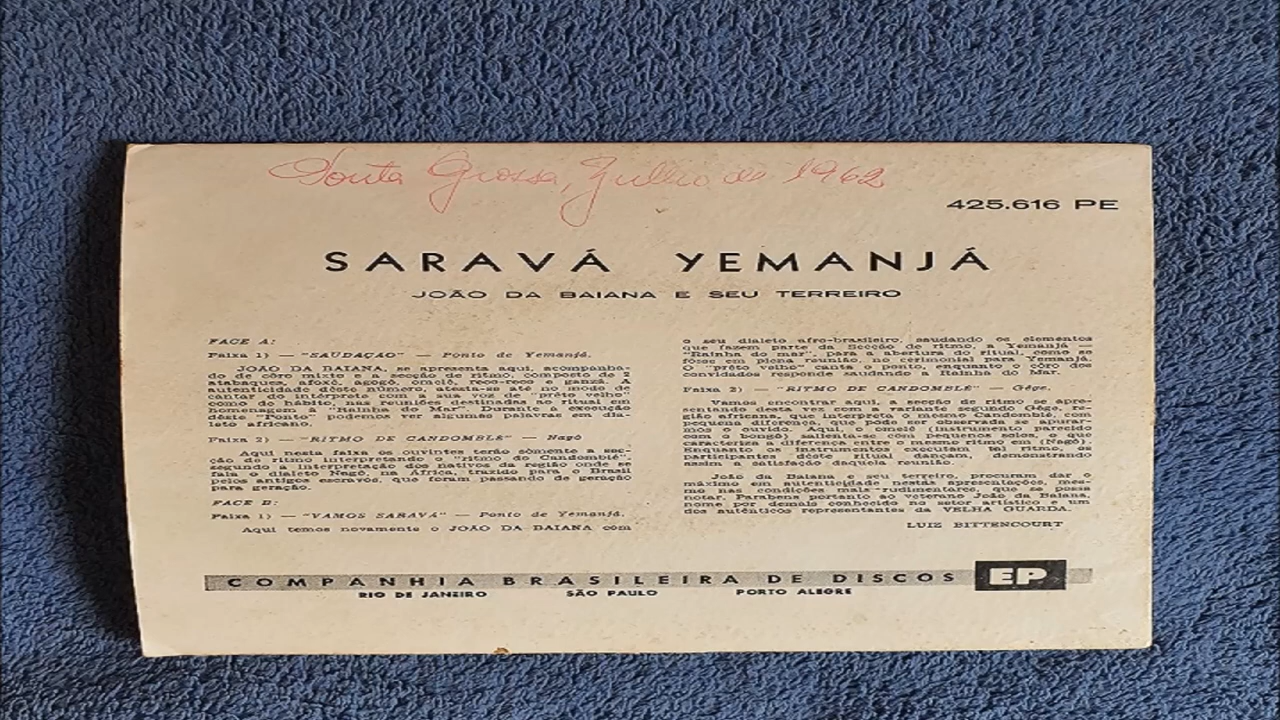 Ponta Grossa, Julho de 1962
425.616 PE
SARAVÁ YEMANJÁ
JOÃO DA BAIANA E SEU TERREIRO
FACE A:
Faixa 1) — "SAUDAÇÃO" — Ponto de Yemanjá.
JOÃO DA BAIANA, se apresenta aqui, acompanha-
do de côro mixto e secção de ritmo, composta de 2
atabaques, afoxé, agogô, omelê, reco-reco e ganzá. A
autenticidade dêste número, atesta-se até no modo de
cantar do intérprete com a sua voz de "prêto velho"
como de hábito, nas reuniões destinadas ao ritual em
homenagem à "Rainha do Mar". Durante a execução
dêste "Ponto" podemos ver algumas palavras em dia-
leto africano.
Faixa 2) — "RITMO DE CANDOMBLÉ" — Nagô
Aqui nesta faixa os ouvintes terão sòmente a sec-
ção de ritmo interpretando o "ritmo do Candomblé",
segundo a interpretação dos nativos da região onde se
fala o dialeto Nagô, na África, trazido para o Brasil
pelos antigos escravos, que foram passando de geração
para geração.
FACE B:
Faixa 1) — "VAMOS SARAVÁ" — Ponto de Yemanjá.
Aqui temos novamente o JOÃO DA BAIANA com
o seu dialeto afro-brasileiro, saudando os elementos
que fazem parte da Secção de ritmo, a Yemanjá —
"Rainha do mar", para a abertura do ritual, como se
fôsse em plena reunião, no cerimonial para Yemanjá.
O "prêto velho" canta o ponto, enquanto o côro dos
convidados responde saudando a Rainha do Mar.
Faixa 2) — "RITMO DE CANDOMBLÉ" — Gêge.
Vamos encontrar aqui, a secção de ritmo se apre-
sentando desta vez com a variante segundo Gêge, re-
gião africana, que interpreta o mesmo Candomblé, com
pequena diferença, que pode ser observada se apurar-
mos o ouvido. Aqui, o omelê (instrumento parecido
com o bongô) salienta-se com pequenos solos, o que
caracteriza a diferença entre o mesmo ritmo em (Nagô).
Enquanto os instrumentos executam tal ritmo, os
participantes dêste ritual dançam, demonstrando
assim a satisfação daquela reunião.
João da Baiana e seu terreiro, procurou dar o
máximo em autenticidade nestas apresentações, mes-
mo nas condições mais rudimentares, que se possa
notar. Parabens portanto ao veterano João da Baiana,
nome por demais conhecido no setor artístico e um
dos autênticos representantes da VELHA GUARDA.
LUIZ BITTENCOURT
COMPANHIA BRASILEIRA DE DISCOS EP
RIO DE JANEIRO SÃO PAULO PORTO ALEGRE